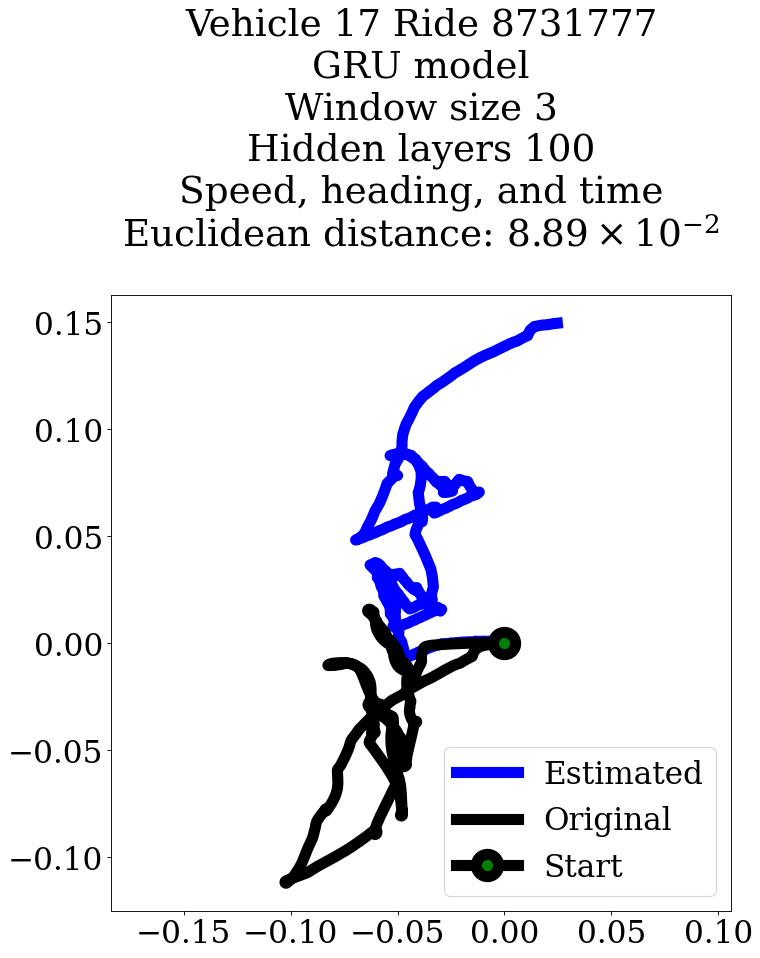 Vehicle 17 Ride 8731777
GRU model
Window size 3
Hidden layers 100
Speed, heading, and time
Euclidean distance: 8.89 × 10⁻²
0.15
0.10
0.05
0.00
−0.05
−0.10
Estimated
Original
Start
−0.15 −0.10 −0.05 0.00 0.05 0.10